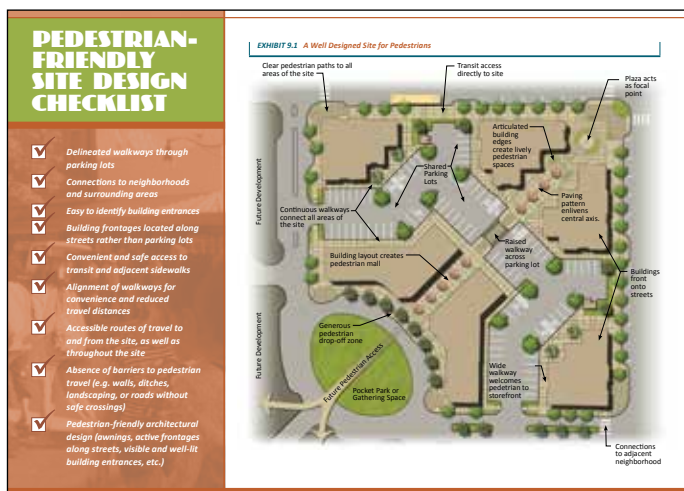 PEDESTRIAN-
FRIENDLY
SITE DESIGN
CHECKLIST
Delineated walkways through
parking lots
Connections to neighborhoods
and surrounding areas
Easy to identify building entrances
Building frontages located along
streets rather than parking lots
Convenient and safe access to
transit and adjacent sidewalks
Alignment of walkways for
convenience and reduced
travel distances
Accessible routes of travel to
and from the site, as well as
throughout the site
Absence of barriers to pedestrian
travel (e.g. walls, ditches,
landscaping, or roads without
safe crossings)
Pedestrian-friendly architectural
design (awnings, active frontages
along streets, visible and well-lit
building entrances, etc.)
EXHIBIT 9.1 A Well Designed Site for Pedestrians
Clear pedestrian paths to all
areas of the site
Transit access
directly to site
Plaza acts
as focal
point
Articulated
building
edges
create lively
pedestrian
spaces
Shared
Parking
Lots
Future Development
Paving
pattern
enlivens
central axis.
Continuous walkways
connect all areas of
the site
Raised
walkway
across
parking lot
Building layout creates
pedestrian mall
Buildings
front
onto
streets
Generous
pedestrian
drop-off zone
Future Development
Future Pedestrian Access
Pocket Park or
Gathering Space
Wide
walkway
welcomes
pedetrian to
storefront
Connections
to adjacent
neighborhood